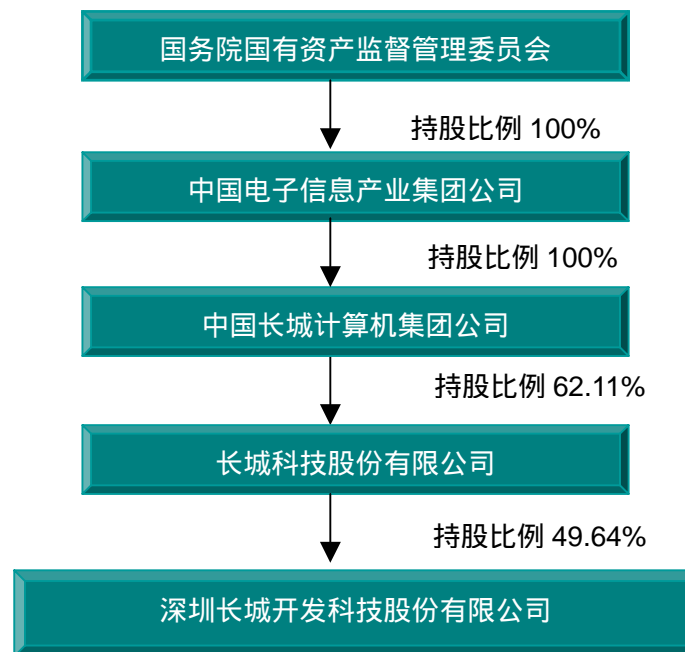 国务院国有资产监督管理委员会
持股比例 100%
中国电子信息产业集团公司
持股比例 100%
中国长城计算机集团公司
持股比例 62.11%
长城科技股份有限公司
持股比例 49.64%
深圳长城开发科技股份有限公司